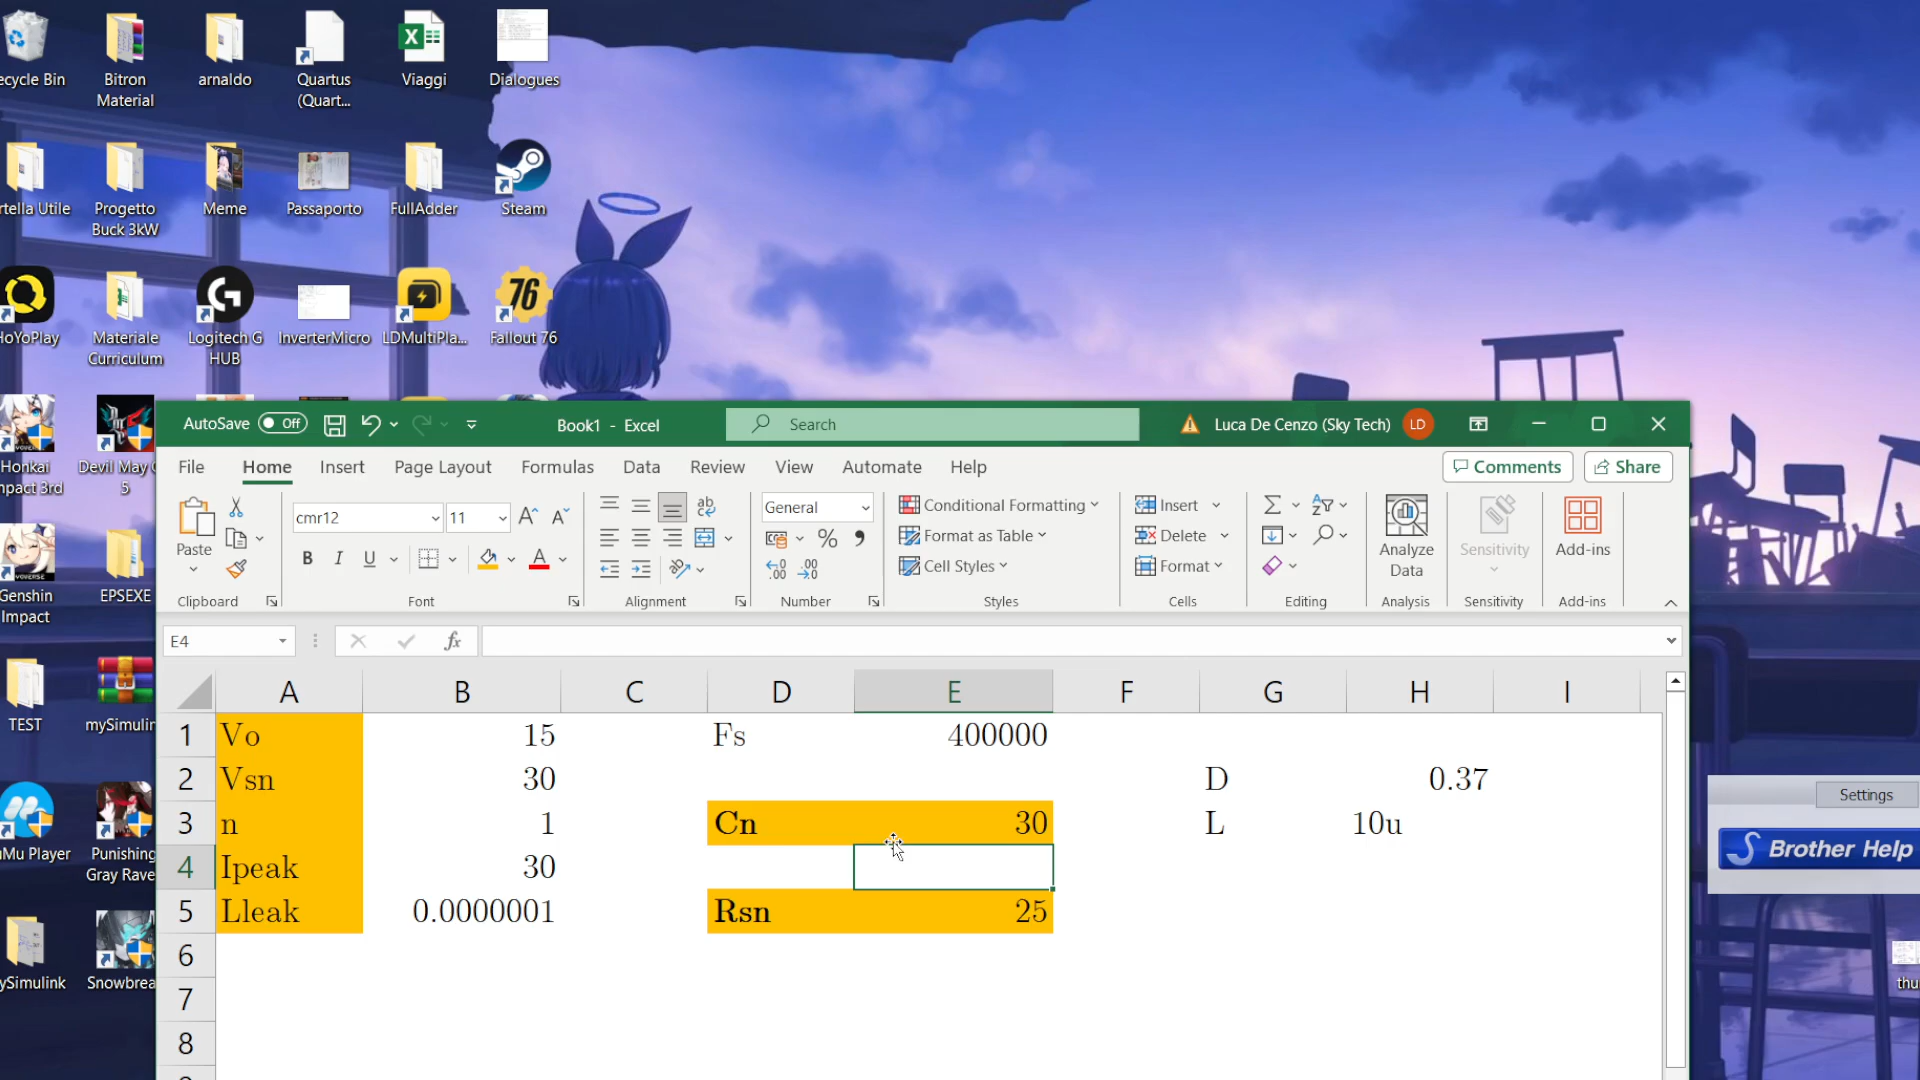 ecycle Bin
Bitron
Material
arnaldo
Quartus
(Quart...
Viaggi
Dialogues
rtella Utile
Progetto
Buck 3kW
Meme
Passaporto
FullAdder
Steam
HoYoPlay
Materiale
Curriculum
Logitech G
HUB
InverterMicro
LDMultiPla...
76
Fallout 76
Honkai
mpact 3rd
Devil May C
5
Genshin
Impact
EPSEXE
TEST
mySimulin
MuMu Player
Punishing
Gray Rave
ySimulink
Snowbrea
AutoSave Off
Book1 - Excel
Search
Luca De Cenzo (Sky Tech) LD
File Home Insert Page Layout Formulas Data Review View Automate Help
Comments Share
Paste
Clipboard
cmr12 11
B I U
Font
ab
Alignment
General
Number
Conditional Formatting
Format as Table
Cell Styles
Styles
Insert
Delete
Format
Cells
Editing
Analyze
Data
Analysis
Sensitivity
Sensitivity
Add-ins
Add-ins
E4 fx
A B C D E F G H I
1 Vo 15 Fs 400000
2 Vsn 30 D 0.37
3 n 1 Cn 30 L 10u
4 Ipeak 30
5 Lleak 0.0000001 Rsn 25
6
7
8
Settings
Brother Help
thu